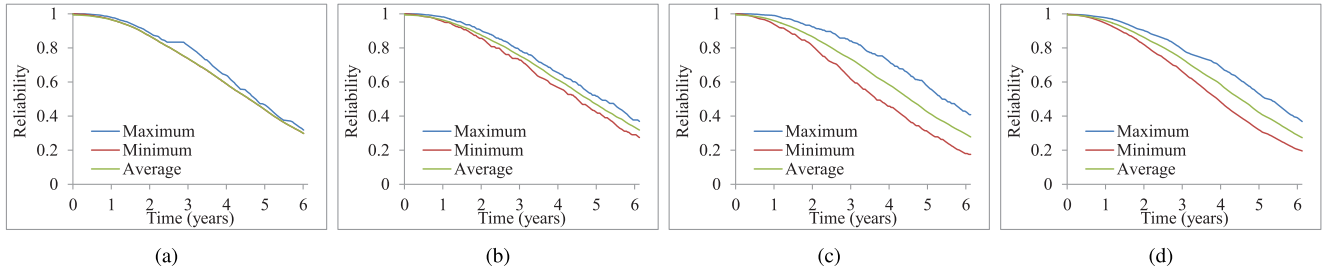 1
0.8
0.6
0.4
0.2
0
Reliability
Maximum
Minimum
Average
0 1 2 3 4 5 6
Time (years)
(a)
1
0.8
0.6
0.4
0.2
0
Reliability
Maximum
Minimum
Average
0 1 2 3 4 5 6
Time (years)
(b)
1
0.8
0.6
0.4
0.2
0
Reliability
Maximum
Minimum
Average
0 1 2 3 4 5 6
Time (years)
(c)
1
0.8
0.6
0.4
0.2
0
Reliability
Maximum
Minimum
Average
0 1 2 3 4 5 6
Time (years)
(d)